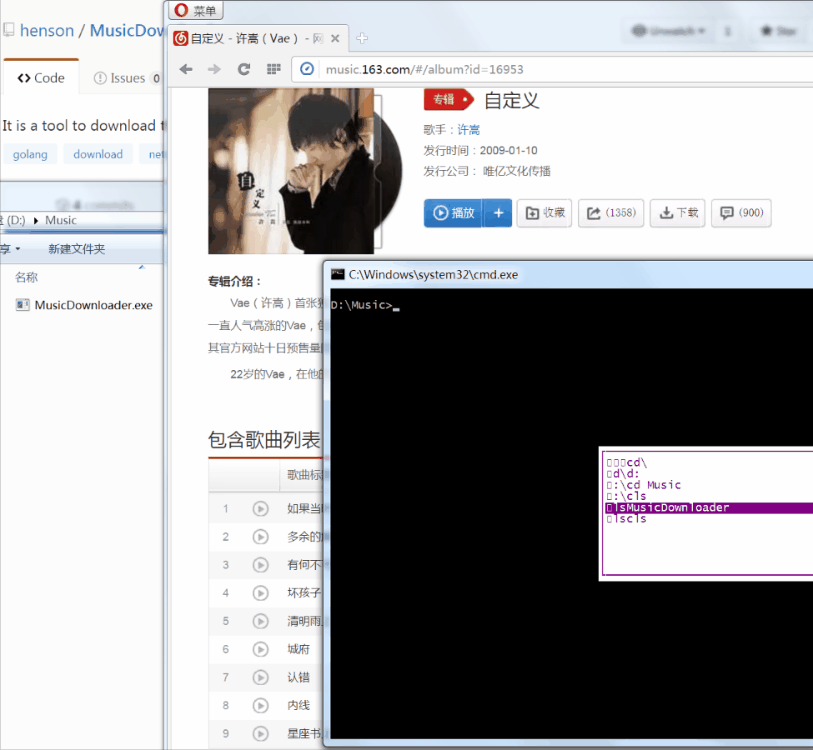 菜单
henson / MusicDow
自定义 - 许嵩（Vae） - 网
Unwatch
1
Star
Code
Issues 0
music.163.com/#/album?id=16953
It is a tool to download t
golang download net
专辑 自定义
歌手：许嵩
发行时间：2009-01-10
发行公司： 唯亿文化传播
自定义
播放 + 收藏 (1358) 下载 (900)
4 commits
(D:) ▸ Music
享 新建文件夹
名称
MusicDownloader.exe
专辑介绍：
Vae（许嵩）首张独
一直人气高涨的Vae，
其官方网站十日预售量
22岁的Vae，在他的
包含歌曲列表
歌曲标
1 如果当
2 多余的
3 有何不
4 坏孩子
5 清明雨
6 城府
7 认错
8 内线
9 星座书
C:\Windows\system32\cmd.exe
D:\Music>_
cd\
d\d:
:\cd Music
:\cls
lsMusicDownloader
lscls